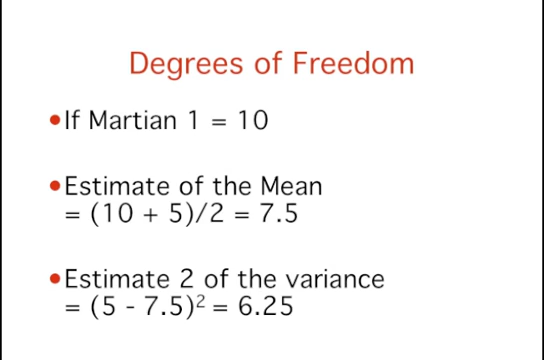 Degrees of Freedom
•If Martian 1 = 10
•Estimate of the Mean
= (10 + 5)/2 = 7.5
•Estimate 2 of the variance
= (5 - 7.5)² = 6.25